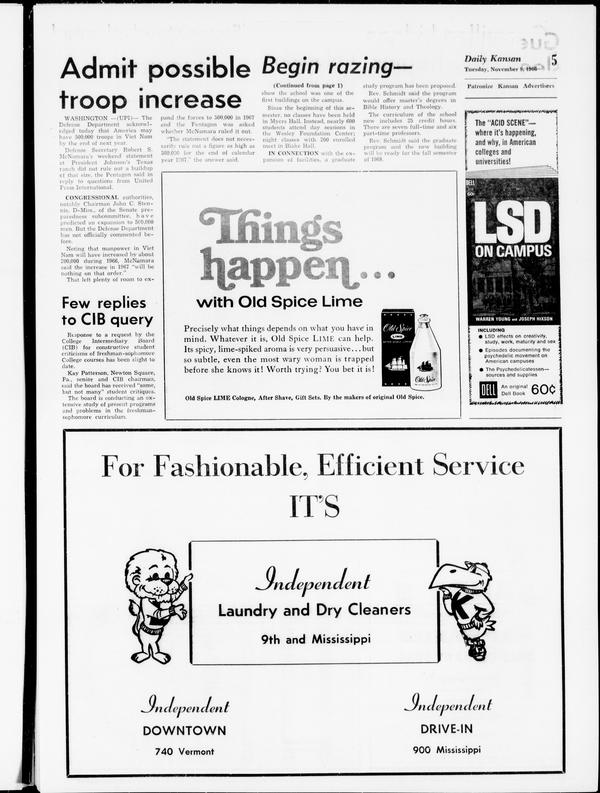 Daily Kansan
5
Tuesday, November 8, 1966
Admit possible
troop increase
WASHINGTON —(UPI)— The
Defense Department acknowl-
edged today that America may
have 500,000 troops in Viet Nam
by the end of next year.
Defense Secretary Robert S.
McNamara's weekend statement
at President Johnson's Texas
ranch did not rule out a buildup
of that size, the Pentagon said in
reply to questions from United
Press International.
CONGRESSIONAL authorities,
notably Chairman John C. Sten-
nis, D-Miss., of the Senate pre-
paredness subcommittee, have
predicted an expansion to 500,000
men. But the Defense Department
has not officially commented be-
fore.
Noting that manpower in Viet
Nam will have increased by about
200,000 during 1966, McNamara
said the increase in 1967 "will be
nothing on that order."
That left plenty of room to ex-
pand the forces to 500,000 in 1967
and the Pentagon was asked
whether McNamara ruled it out.
"The statement does not neces-
sarily rule out a figure as high as
500,000 for the end of calendar
year 1967," the answer said.
Few replies
to CIB query
Response to a request by the
College Intermediary Board
(CIB) for constructive student
criticisms of freshman-sophomore
College courses has been slight to
date.
Kay Patterson, Newton Square,
Pa., senior and CIB chairman,
said the board has received "some,
but not many" student critiques.
The board is conducting an ex-
tensive study of present programs
and problems in the freshman-
sophomore curriculum.
Begin razing—
(Continued from page 1)
show the school was one of the
first buildings on the campus.
Since the beginning of this se-
mester, no classes have been held
in Myers Hall. Instead, nearly 600
students attend day sessions in
the Wesley Foundation Center;
night classes with 200 enrolled
meet in Blake Hall.
IN CONNECTION with the ex-
pansion of facilities, a graduate
study program has been proposed.
Rev. Schmidt said the program
would offer master's degrees in
Bible History and Theology.
The curriculum of the school
now includes 25 credit hours.
There are seven full-time and six
part-time professors.
Rev. Schmidt said the graduate
program and the new building
will be ready for the fall semester
of 1968.
Patronize Kansan Advertisers
Things
happen...
with Old Spice Lime
Precisely what things depends on what you have in
mind. Whatever it is, Old Spice LIME can help.
Its spicy, lime-spiked aroma is very persuasive...but
so subtle, even the most wary woman is trapped
before she knows it! Worth trying? You bet it is!
Old Spice
LIME
Old Spice
Old Spice LIME Cologne, After Shave, Gift Sets. By the makers of original Old Spice.
The "ACID SCENE"—
where it's happening,
and why, in American
colleges and
universities!
DELL
60c
LSD
ON CAMPUS
WARREN YOUNG and JOSEPH HIXSON
INCLUDING
● LSD effects on creativity,
study, work, maturity and sex
● Episodes documenting the
psychedelic movement on
American campuses
● The Psychedelicatessen—
sources and supplies
DELL
An original
Dell Book
60¢
For Fashionable, Efficient Service
IT'S
Independent
Laundry and Dry Cleaners
9th and Mississippi
K
Independent
DOWNTOWN
740 Vermont
Independent
DRIVE-IN
900 Mississippi